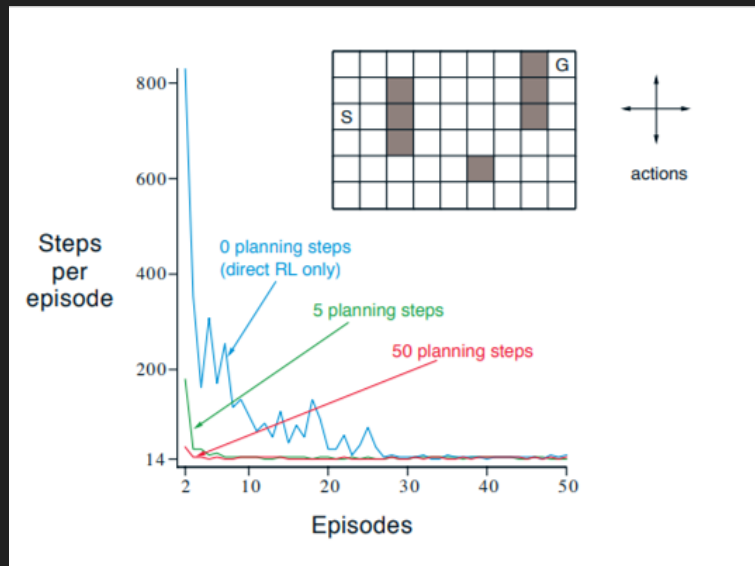 800
600
400
200
14
2
10
20
30
40
50
Steps
per
episode
Episodes
0 planning steps
(direct RL only)
5 planning steps
50 planning steps
S
G
actions